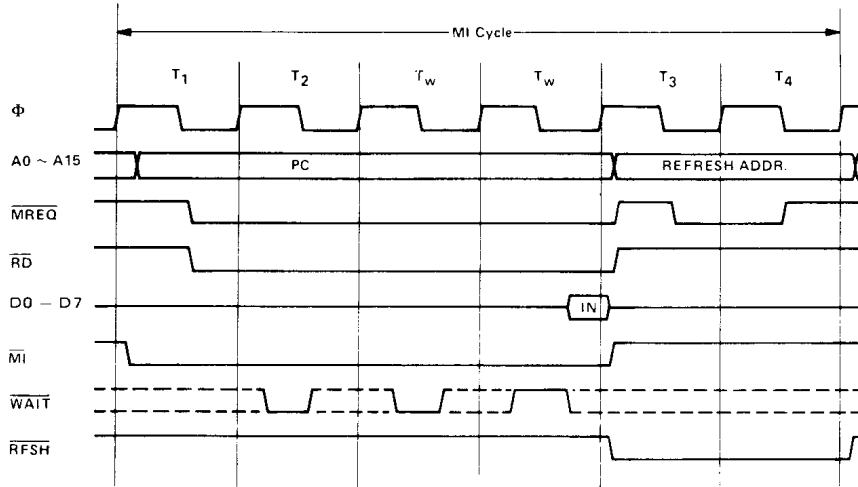 MI Cycle
T1 T2 Tw Tw T3 T4
Φ
A0 ~ A15 PC REFRESH ADDR.
MREQ
RD
D0 – D7 IN
MI
WAIT
RFSH